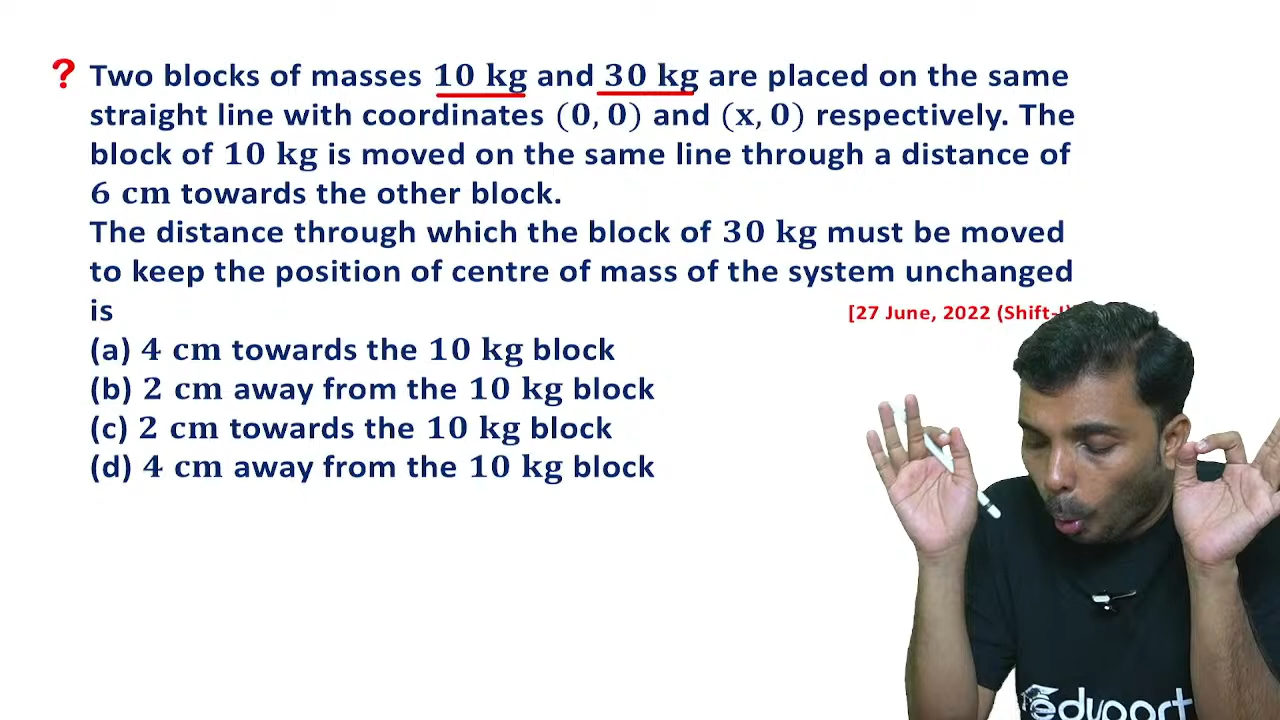 ? Two blocks of masses 10 kg and 30 kg are placed on the same
straight line with coordinates (0, 0) and (x, 0) respectively. The
block of 10 kg is moved on the same line through a distance of
6 cm towards the other block.
The distance through which the block of 30 kg must be moved
to keep the position of centre of mass of the system unchanged
is
[27 June, 2022 (Shift-I)
(a) 4 cm towards the 10 kg block
(b) 2 cm away from the 10 kg block
(c) 2 cm towards the 10 kg block
(d) 4 cm away from the 10 kg block
eduport